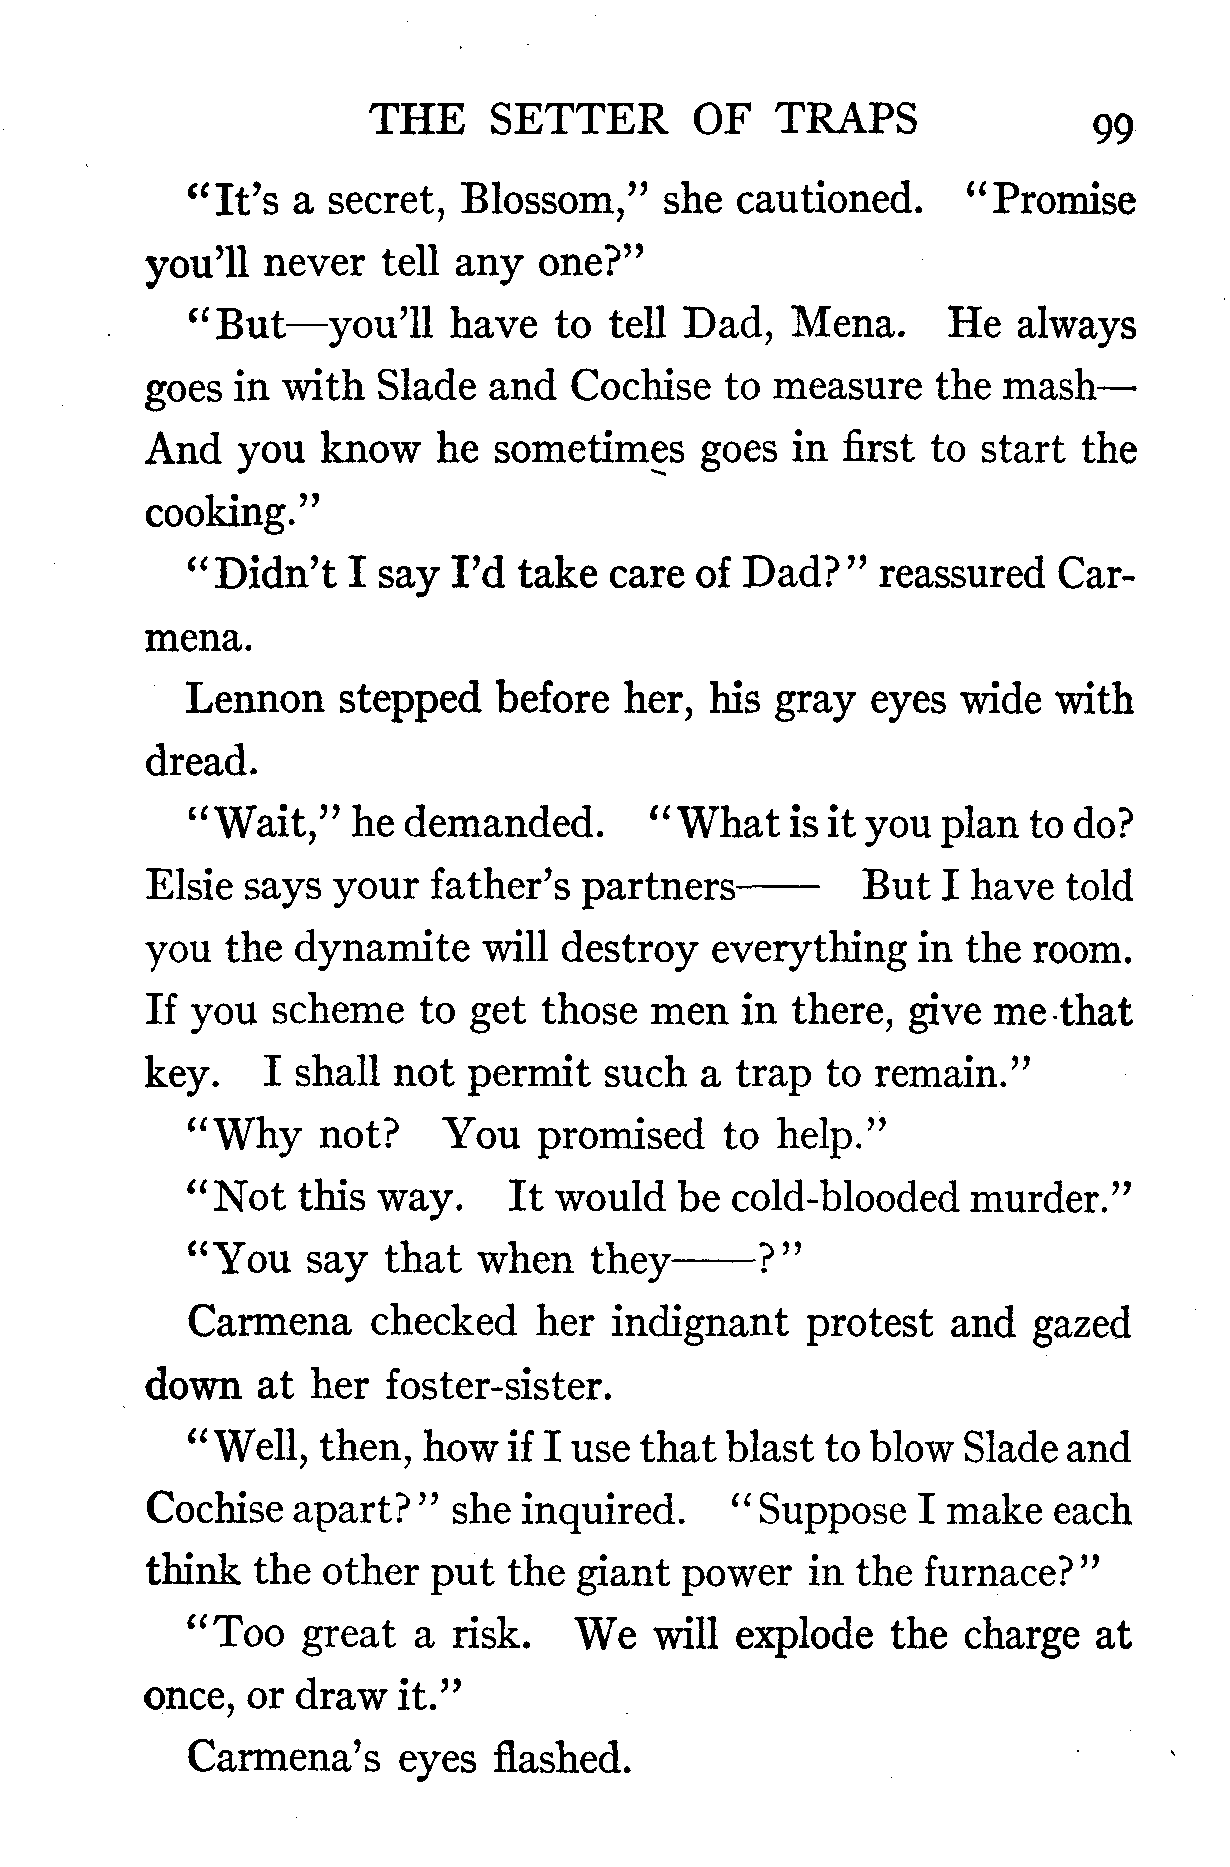 THE SETTER OF TRAPS 99
"It's a secret, Blossom," she cautioned. "Promise
you'll never tell any one?"
"But—you'll have to tell Dad, Mena. He always
goes in with Slade and Cochise to measure the mash—
And you know he sometimes goes in first to start the
cooking."
"Didn't I say I'd take care of Dad?" reassured Car-
mena.
Lennon stepped before her, his gray eyes wide with
dread.
"Wait," he demanded. "What is it you plan to do?
Elsie says your father's partners—— But I have told
you the dynamite will destroy everything in the room.
If you scheme to get those men in there, give me that
key. I shall not permit such a trap to remain."
"Why not? You promised to help."
"Not this way. It would be cold-blooded murder."
"You say that when they——?"
Carmena checked her indignant protest and gazed
down at her foster-sister.
"Well, then, how if I use that blast to blow Slade and
Cochise apart?" she inquired. "Suppose I make each
think the other put the giant power in the furnace?"
"Too great a risk. We will explode the charge at
once, or draw it."
Carmena's eyes flashed.